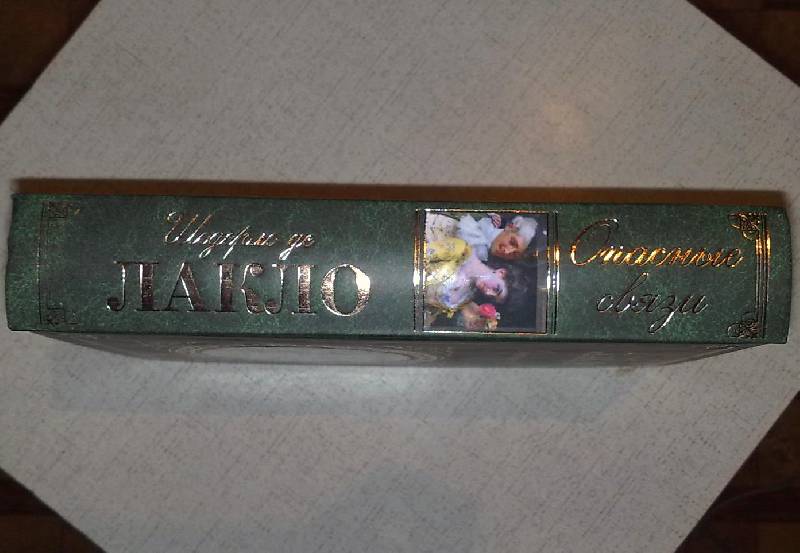 Шодерло де
ЛАКЛО
Опасные
связи